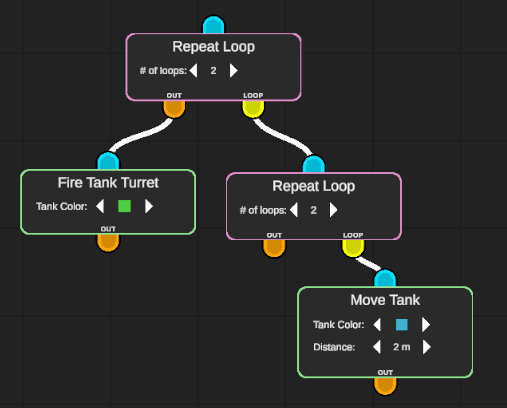 Repeat Loop
# of loops: 2
OUT LOOP
Fire Tank Turret
Tank Color:
OUT
Repeat Loop
# of loops: 2
OUT LOOP
Move Tank
Tank Color:
Distance: 2 m
OUT